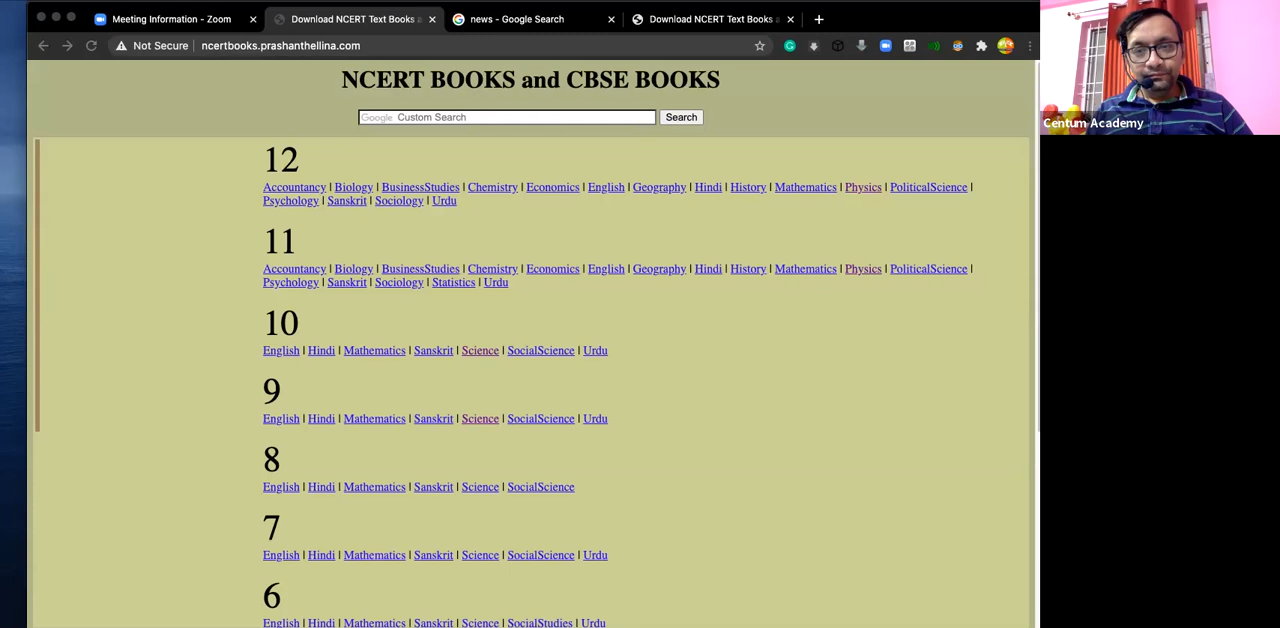 Meeting Information - Zoom
Download NCERT Text Books a
news - Google Search
Download NCERT Text Books a
Not Secure
ncertbooks.prashanthellina.com
NCERT BOOKS and CBSE BOOKS
Google Custom Search
Search
Centum Academy
12
Accountancy | Biology | BusinessStudies | Chemistry | Economics | English | Geography | Hindi | History | Mathematics | Physics | PoliticalScience |
Psychology | Sanskrit | Sociology | Urdu
11
Accountancy | Biology | BusinessStudies | Chemistry | Economics | English | Geography | Hindi | History | Mathematics | Physics | PoliticalScience |
Psychology | Sanskrit | Sociology | Statistics | Urdu
10
English | Hindi | Mathematics | Sanskrit | Science | SocialScience | Urdu
9
English | Hindi | Mathematics | Sanskrit | Science | SocialScience | Urdu
8
English | Hindi | Mathematics | Sanskrit | Science | SocialScience
7
English | Hindi | Mathematics | Sanskrit | Science | SocialScience | Urdu
6
English | Hindi | Mathematics | Sanskrit | Science | SocialStudies | Urdu